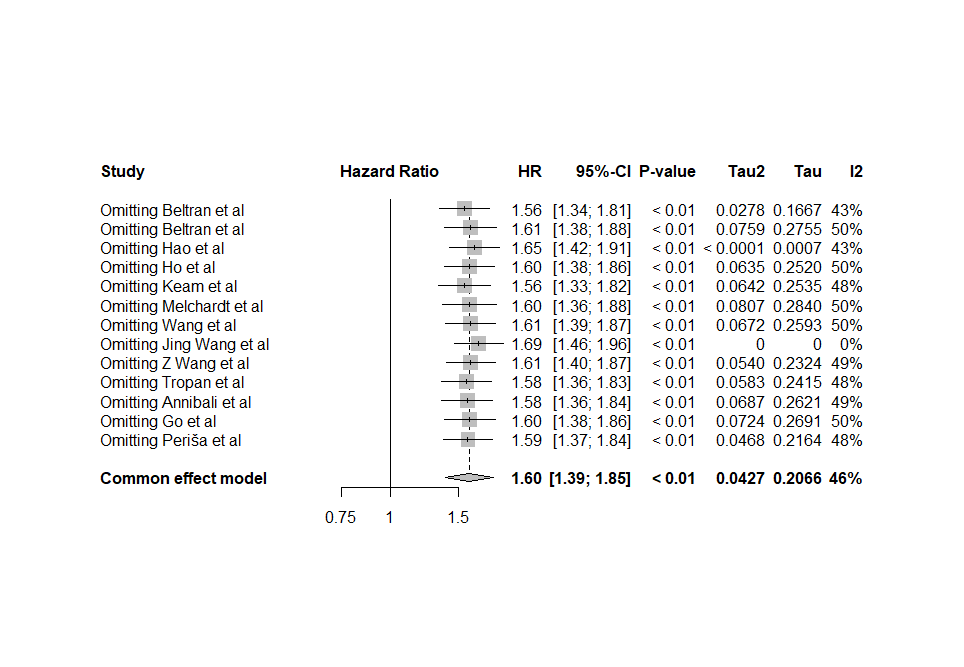 Study Hazard Ratio HR 95%-CI P-value Tau2 Tau I2
Omitting Beltran et al 1.56 [1.34; 1.81] < 0.01 0.0278 0.1667 43%
Omitting Beltran et al 1.61 [1.38; 1.88] < 0.01 0.0759 0.2755 50%
Omitting Hao et al 1.65 [1.42; 1.91] < 0.01 < 0.0001 0.0007 43%
Omitting Ho et al 1.60 [1.38; 1.86] < 0.01 0.0635 0.2520 50%
Omitting Keam et al 1.56 [1.33; 1.82] < 0.01 0.0642 0.2535 48%
Omitting Melchardt et al 1.60 [1.36; 1.88] < 0.01 0.0807 0.2840 50%
Omitting Wang et al 1.61 [1.39; 1.87] < 0.01 0.0672 0.2593 50%
Omitting Jing Wang et al 1.69 [1.46; 1.96] < 0.01 0 0 0%
Omitting Z Wang et al 1.61 [1.40; 1.87] < 0.01 0.0540 0.2324 49%
Omitting Tropan et al 1.58 [1.36; 1.83] < 0.01 0.0583 0.2415 48%
Omitting Annibali et al 1.58 [1.36; 1.84] < 0.01 0.0687 0.2621 49%
Omitting Go et al 1.60 [1.38; 1.86] < 0.01 0.0724 0.2691 50%
Omitting Periša et al 1.59 [1.37; 1.84] < 0.01 0.0468 0.2164 48%
Common effect model 1.60 [1.39; 1.85] < 0.01 0.0427 0.2066 46%
0.75 1 1.5